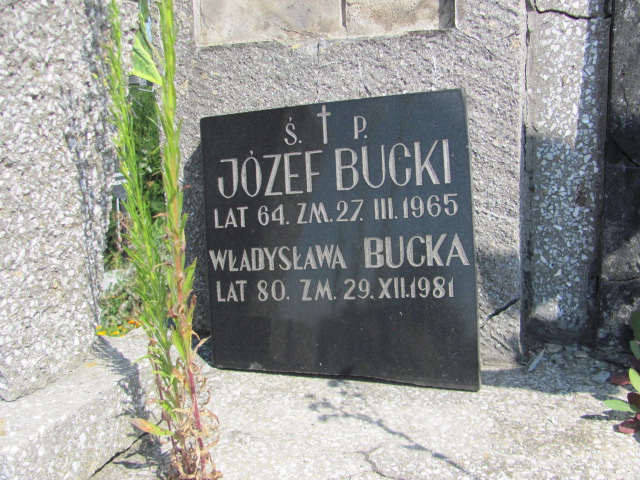 Ś. † P.
JÓZEF BUCKI
LAT 64. ZM. 27. III. 1965
WŁADYSŁAWA BUCKA
LAT 80. ZM. 29. XII. 1981